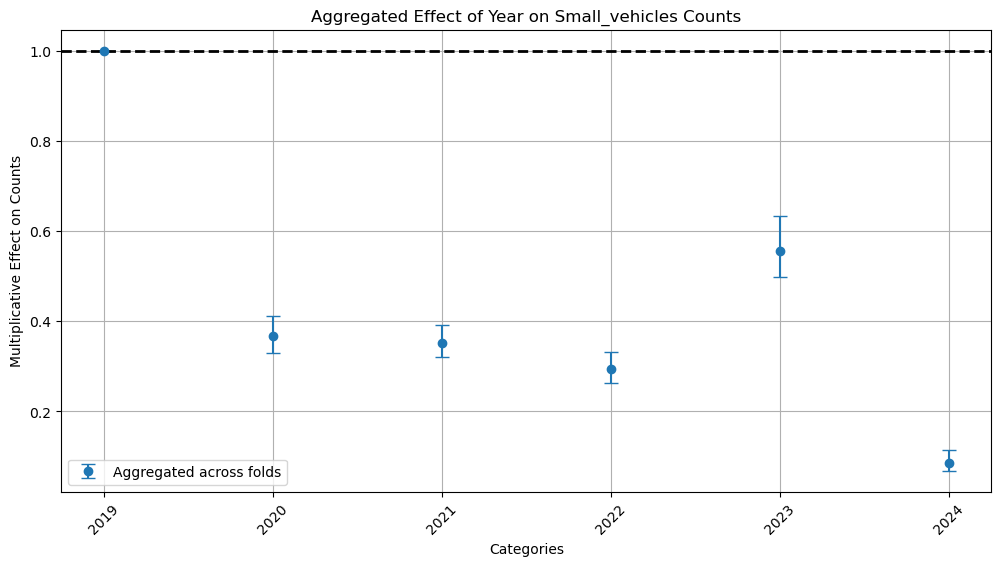 Aggregated Effect of Year on Small_vehicles Counts
Multiplicative Effect on Counts
1.0
0.8
0.6
0.4
0.2
Aggregated across folds
2019
2020
2021
2022
2023
2024
Categories